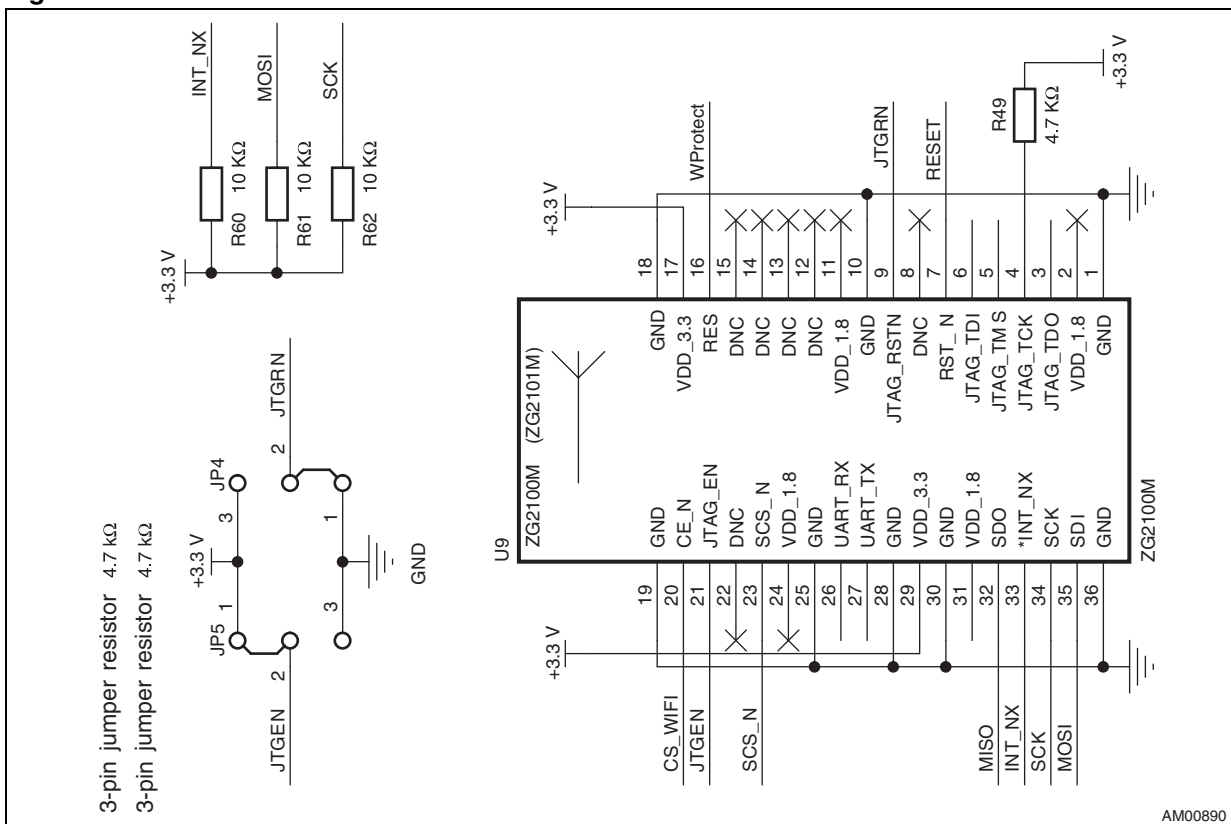 +3.3 V
R60 10 KΩ
INT_NX
R61 10 KΩ
MOSI
R62 10 KΩ
SCK
3-pin jumper resistor 4.7 kΩ
3-pin jumper resistor 4.7 kΩ
JTGEN
2
JP5
1
3
+3.3 V
GND
3
JP4
1
2
JTGRN
+3.3 V
WProtect
JTGRN
RESET
R49
4.7 KΩ
+3.3 V
18
17
16
15
14
13
12
11
10
9
8
7
6
5
4
3
2
1
GND
VDD_3.3
RES
DNC
DNC
DNC
DNC
VDD_1.8
GND
JTAG_RSTN
DNC
RST_N
JTAG_TDI
JTAG_TM S
JTAG_TCK
JTAG_TDO
VDD_1.8
GND
U9
ZG2100M (ZG2101M)
GND
CE_N
JTAG_EN
DNC
SCS_N
VDD_1.8
GND
UART_RX
UART_TX
GND
VDD_3.3
GND
VDD_1.8
SDO
*INT_NX
SCK
SDI
GND
ZG2100M
19
20
21
22
23
24
25
26
27
28
29
30
31
32
33
34
35
36
+3.3 V
CS_WIFI
JTGEN
SCS_N
MISO
INT_NX
SCK
MOSI
AM00890